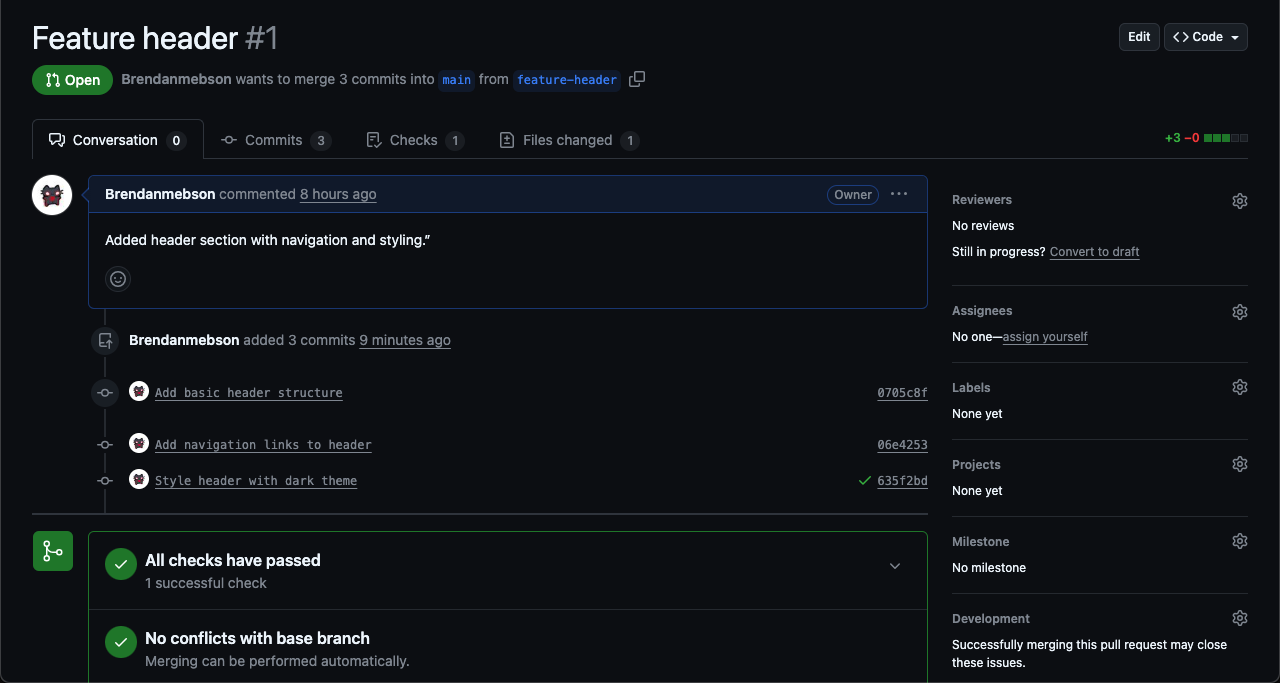 Feature header #1
Edit
Code
Open
Brendanmebson wants to merge 3 commits into main from feature-header
Conversation 0
Commits 3
Checks 1
Files changed 1
+3 −0
Brendanmebson commented 8 hours ago
Owner
Added header section with navigation and styling.”
Brendanmebson added 3 commits 9 minutes ago
Add basic header structure
0705c8f
Add navigation links to header
06e4253
Style header with dark theme
635f2bd
All checks have passed
1 successful check
No conflicts with base branch
Merging can be performed automatically.
Reviewers
No reviews
Still in progress? Convert to draft
Assignees
No one—assign yourself
Labels
None yet
Projects
None yet
Milestone
No milestone
Development
Successfully merging this pull request may close
these issues.